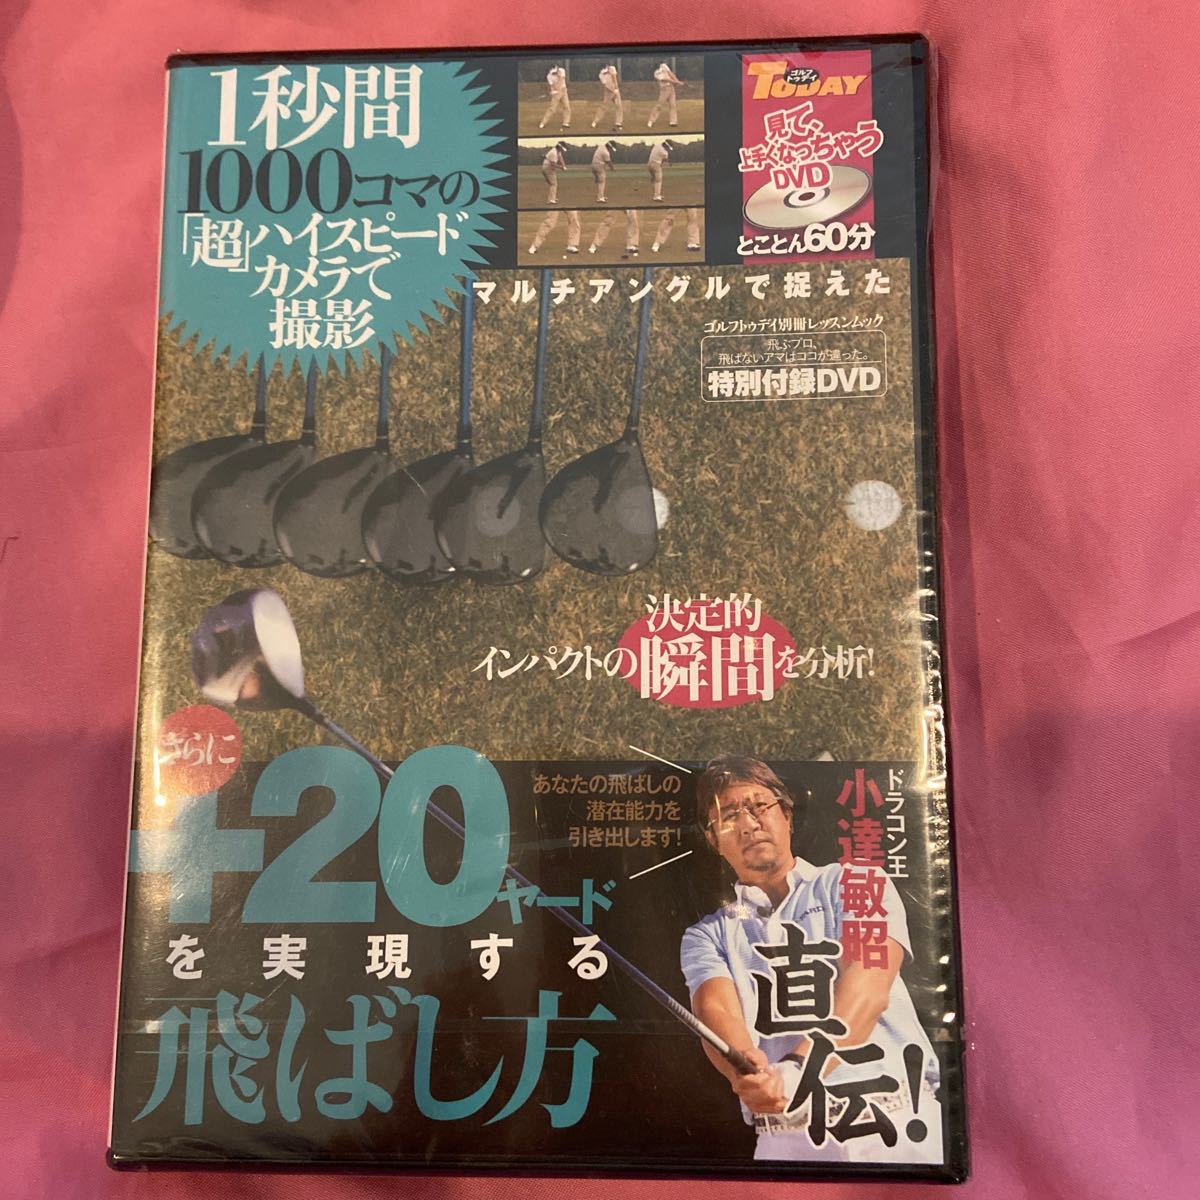 1秒間
1000コマの
「超」ハイスピード
カメラで
撮影
ゴルフ
トゥデイ
TODAY
見て、
上手くなっちゃう
DVD
とことん60分
マルチアングルで捉えた
ゴルフトゥデイ別冊レッスンムック
飛ぶプロ、
飛ばないアマはココが違った。
特別付録DVD
決定的
インパクトの瞬間を分析!
さらに
+20ヤード
を実現する
飛ばし方
あなたの飛ばしの
潜在能力を
引き出します!
ドラコン王
小達敏昭
直伝!